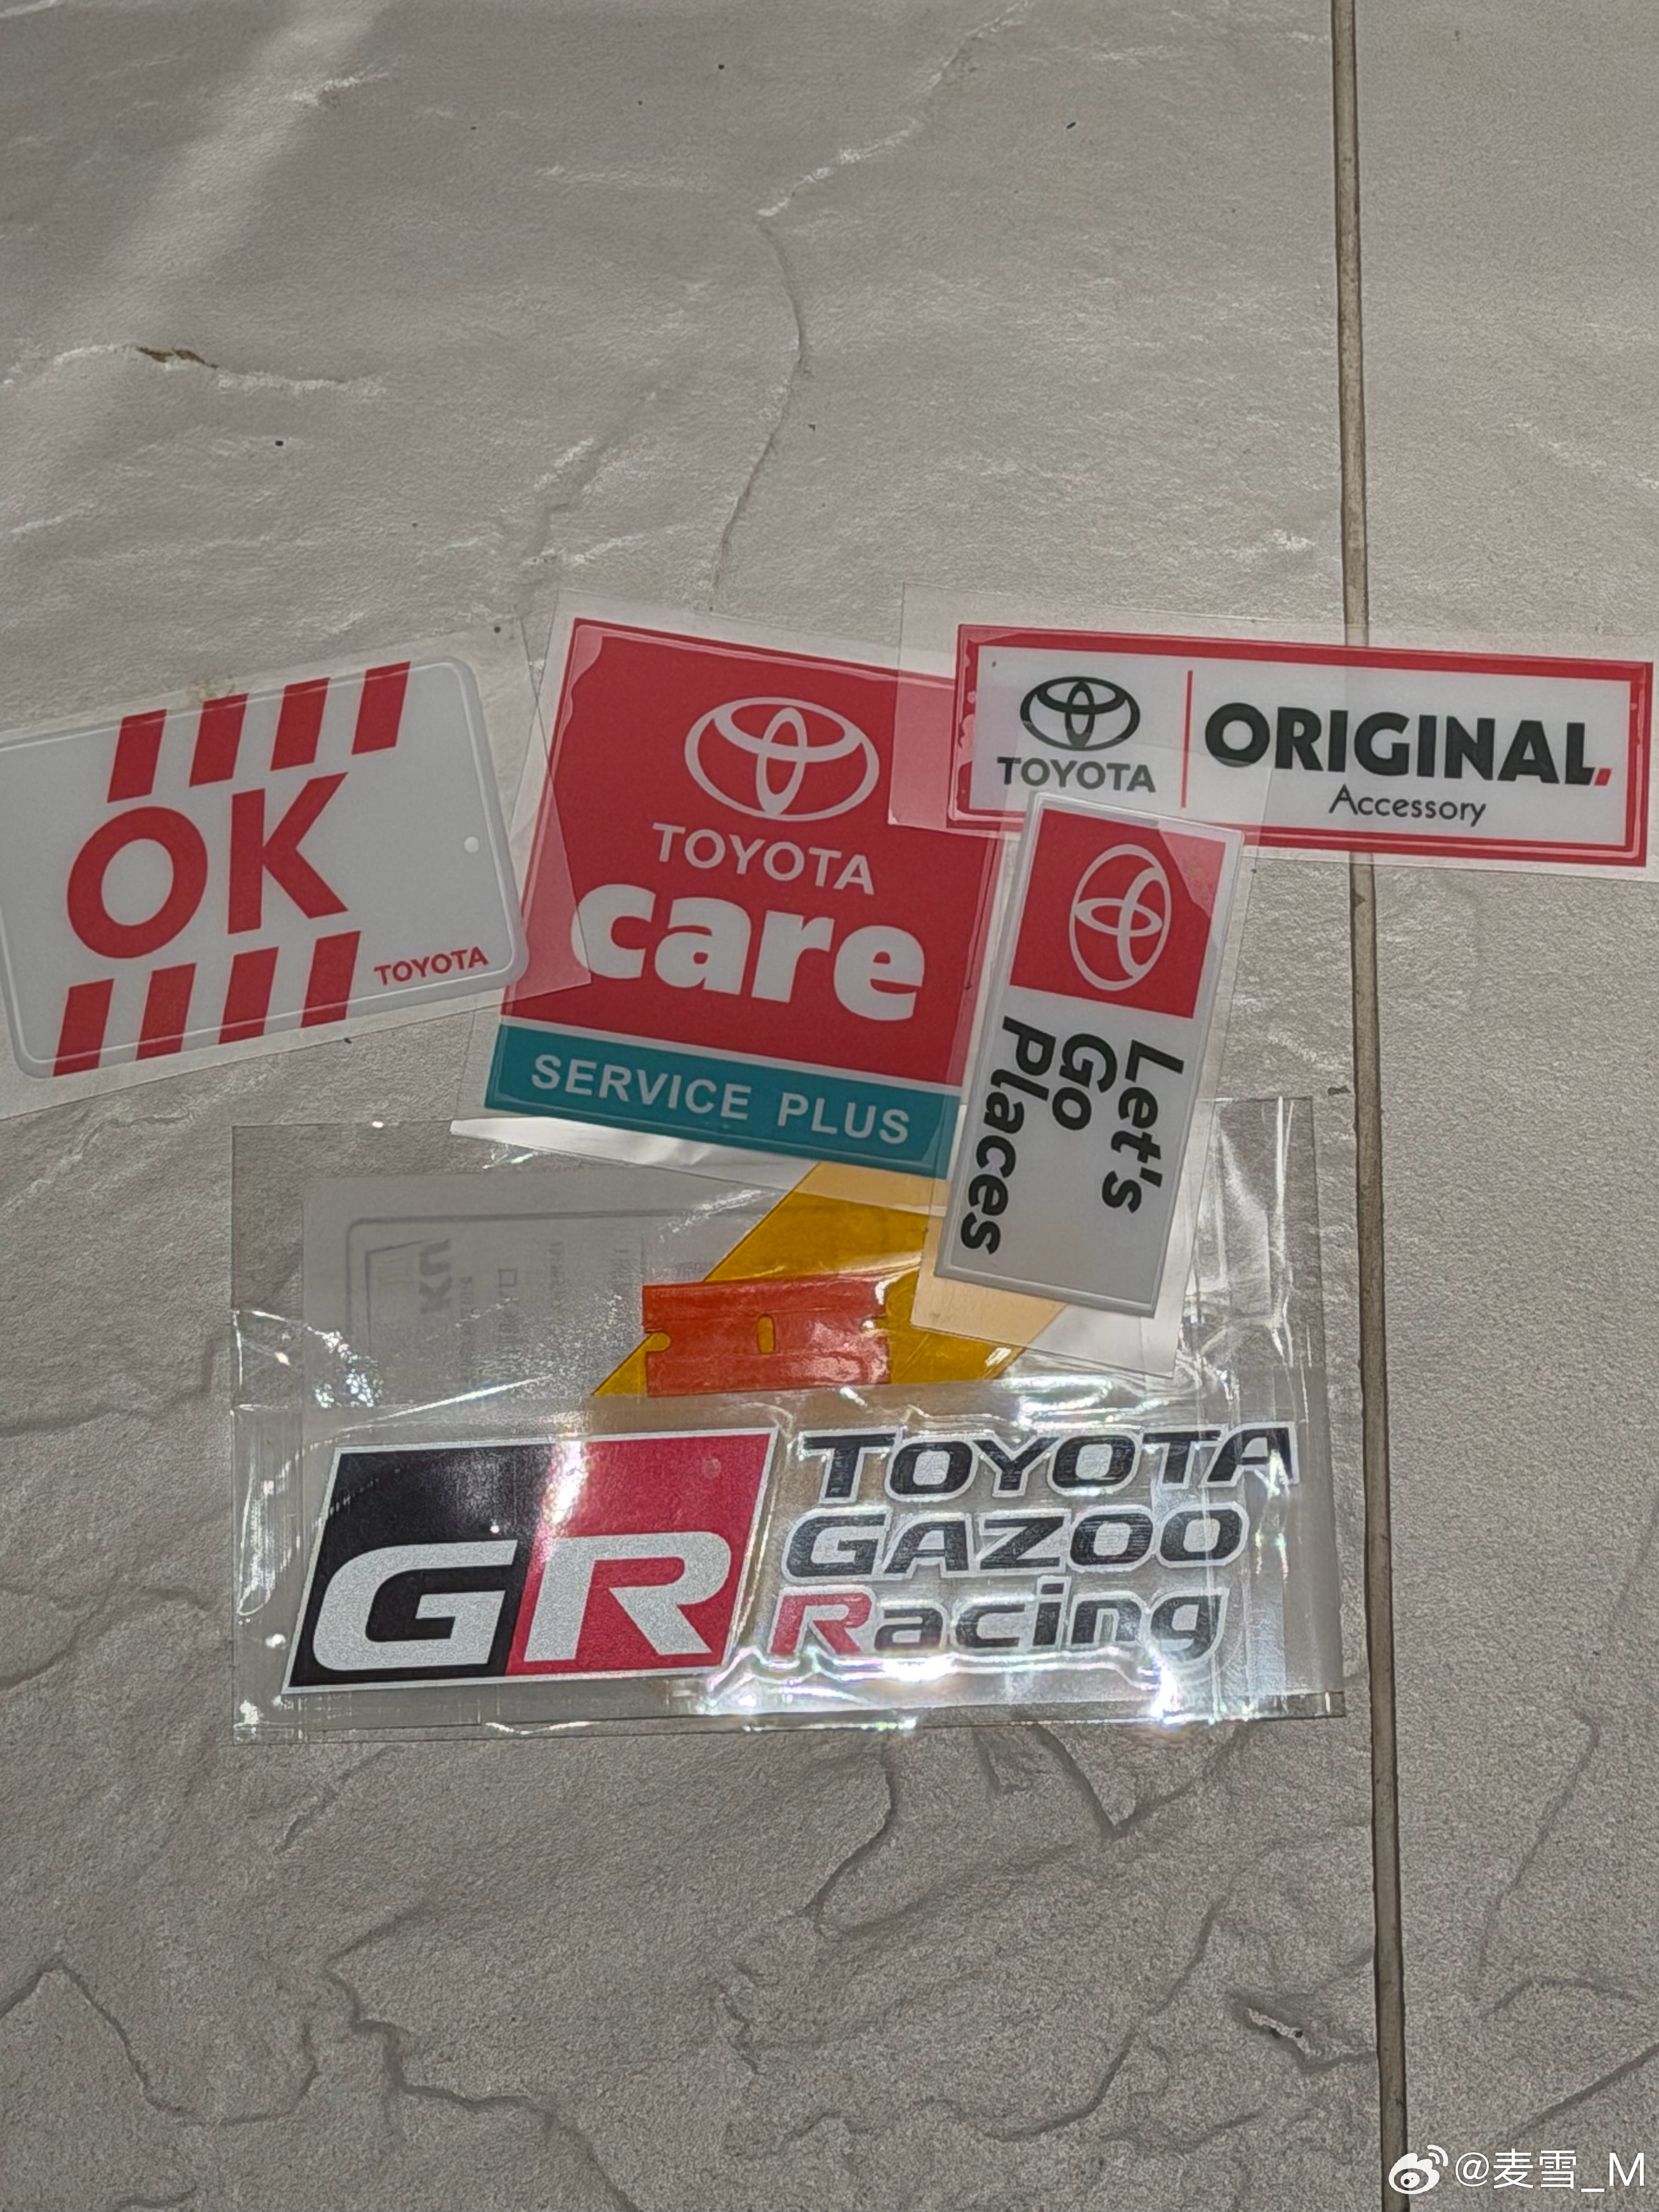 OK
TOYOTA
TOYOTA
care
SERVICE PLUS
TOYOTA
ORIGINAL.
Accessory
Let's
Go
Places
GR
TOYOTA
GAZOO
Racing
@麦雪_M